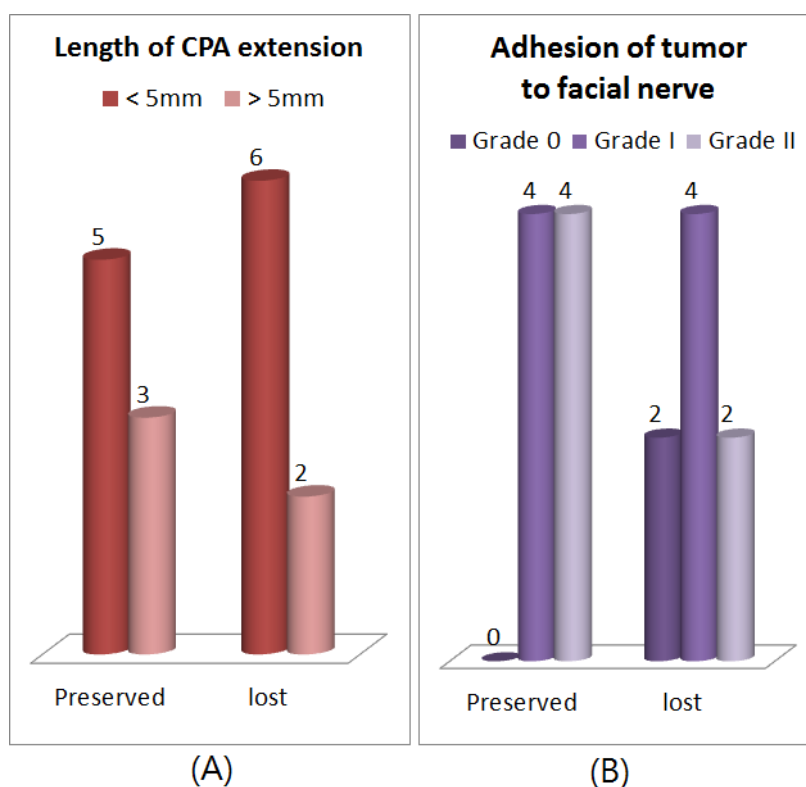 Length of CPA extension
< 5mm > 5mm
5
3
6
2
Preserved lost
(A)
Adhesion of tumor
to facial nerve
Grade 0 Grade I Grade II
0
4
4
2
4
2
Preserved lost
(B)